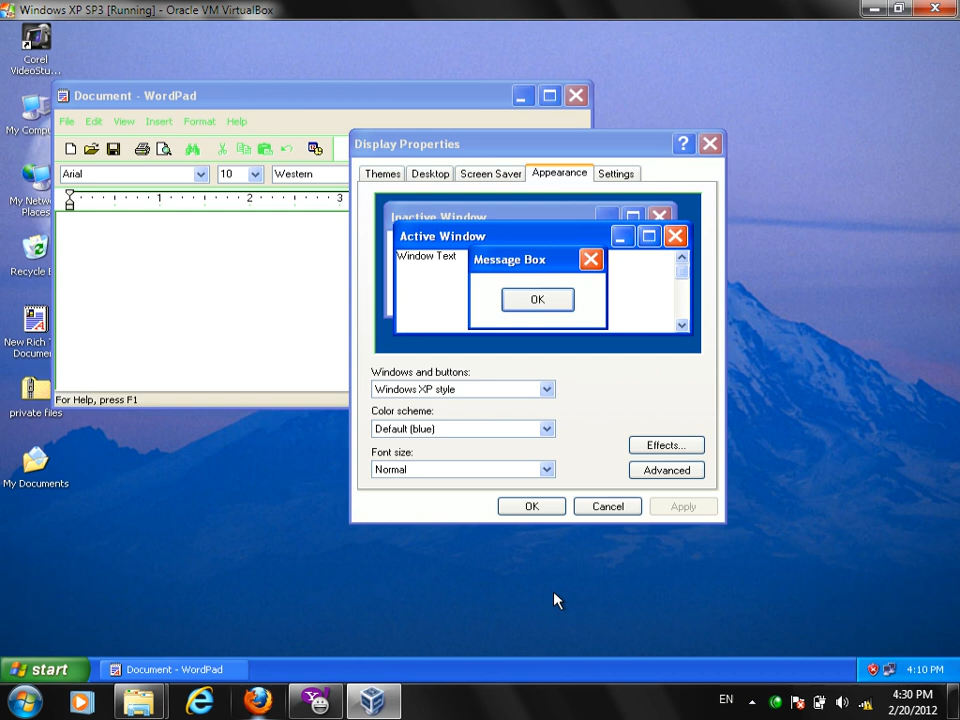 Windows XP SP3 [Running] - Oracle VM VirtualBox
Corel
VideoStu...
My Compu
My Netw
Places
Recycle B
New Rich T
Docume
private files
My Documents
Document - WordPad
File Edit View Insert Format Help
Arial 10 Western
1 2 3
For Help, press F1
Display Properties
Themes Desktop Screen Saver Appearance Settings
Inactive Window
Active Window
Window Text
Message Box
OK
Windows and buttons:
Windows XP style
Color scheme:
Default (blue)
Font size:
Normal
Effects...
Advanced
OK Cancel Apply
start Document - WordPad 4:10 PM
EN 4:30 PM
2/20/2012